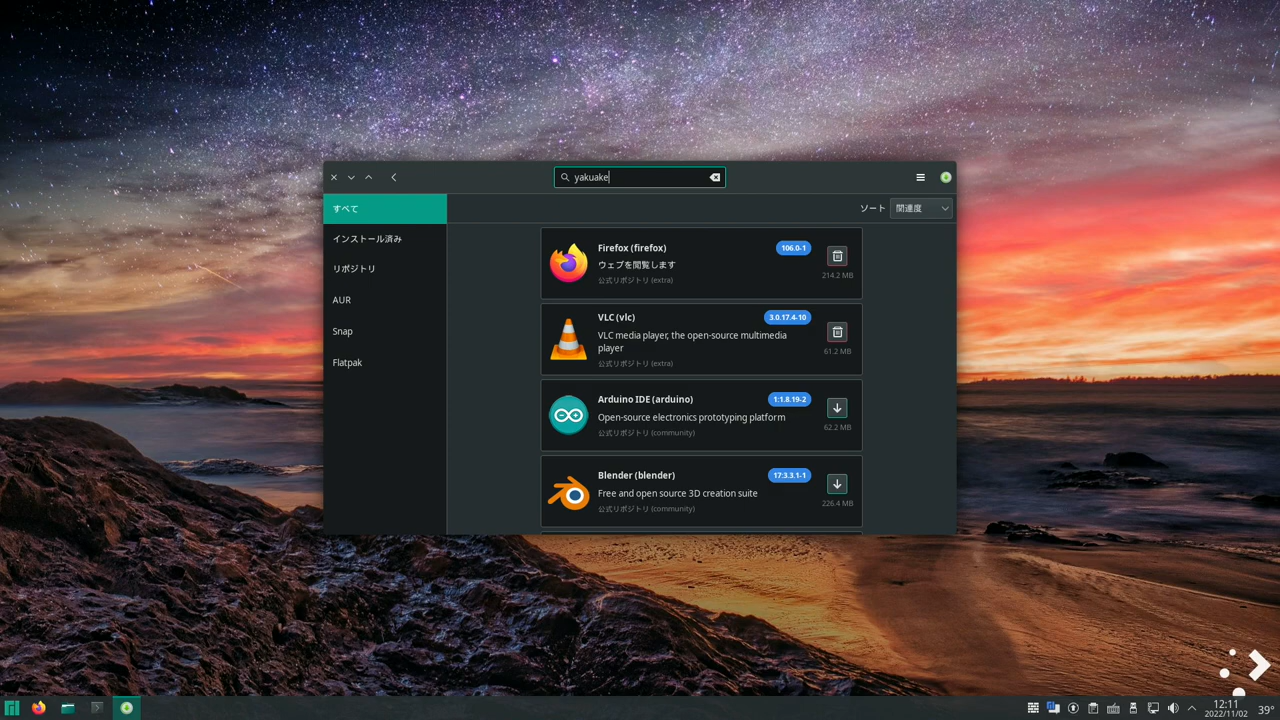 yakuake
すべて
インストール済み
リポジトリ
AUR
Snap
Flatpak
ソート 関連度
Firefox (firefox) 106.0-1
ウェブを閲覧します
公式リポジトリ (extra)
214.2 MB
VLC (vlc) 3.0.17.4-10
VLC media player, the open-source multimedia
player
公式リポジトリ (extra)
61.2 MB
Arduino IDE (arduino) 1:1.8.19-2
Open-source electronics prototyping platform
公式リポジトリ (community)
62.2 MB
Blender (blender) 17:3.3.1-1
Free and open source 3D creation suite
公式リポジトリ (community)
226.4 MB
12:11
2022/11/02
39°